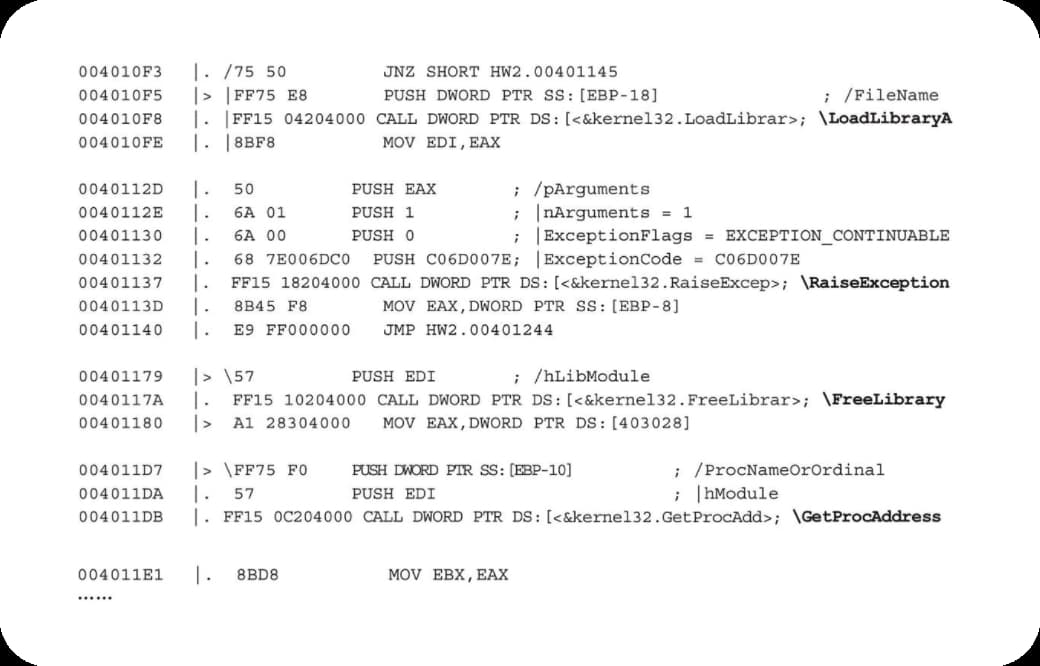 004010F3 |. /75 50 JNZ SHORT HW2.00401145
004010F5 |> |FF75 E8 PUSH DWORD PTR SS:[EBP-18] ; /FileName
004010F8 |. |FF15 04204000 CALL DWORD PTR DS:[<&kernel32.LoadLibrar>; \LoadLibraryA
004010FE |. |8BF8 MOV EDI,EAX
0040112D |. 50 PUSH EAX ; /pArguments
0040112E |. 6A 01 PUSH 1 ; |nArguments = 1
00401130 |. 6A 00 PUSH 0 ; |ExceptionFlags = EXCEPTION_CONTINUABLE
00401132 |. 68 7E006DC0 PUSH C06D007E; |ExceptionCode = C06D007E
00401137 |. FF15 18204000 CALL DWORD PTR DS:[<&kernel32.RaiseExcep>; \RaiseException
0040113D |. 8B45 F8 MOV EAX,DWORD PTR SS:[EBP-8]
00401140 |. E9 FF000000 JMP HW2.00401244
00401179 |> \57 PUSH EDI ; /hLibModule
0040117A |. FF15 10204000 CALL DWORD PTR DS:[<&kernel32.FreeLibrar>; \FreeLibrary
00401180 |> A1 28304000 MOV EAX,DWORD PTR DS:[403028]
004011D7 |> \FF75 F0 PUSH DWORD PTR SS:[EBP-10] ; /ProcNameOrOrdinal
004011DA |. 57 PUSH EDI ; |hModule
004011DB |. FF15 0C204000 CALL DWORD PTR DS:[<&kernel32.GetProcAdd>; \GetProcAddress
004011E1 |. 8BD8 MOV EBX,EAX
……